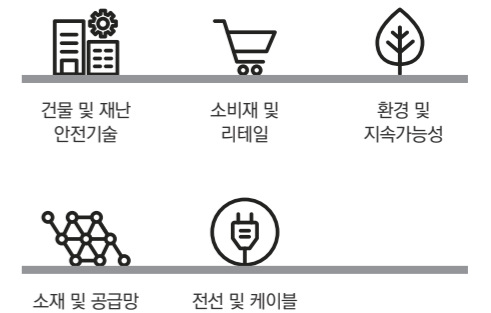 건물 및 재난
안전기술
소비재 및
리테일
환경 및
지속가능성
소재 및 공급망
전선 및 케이블